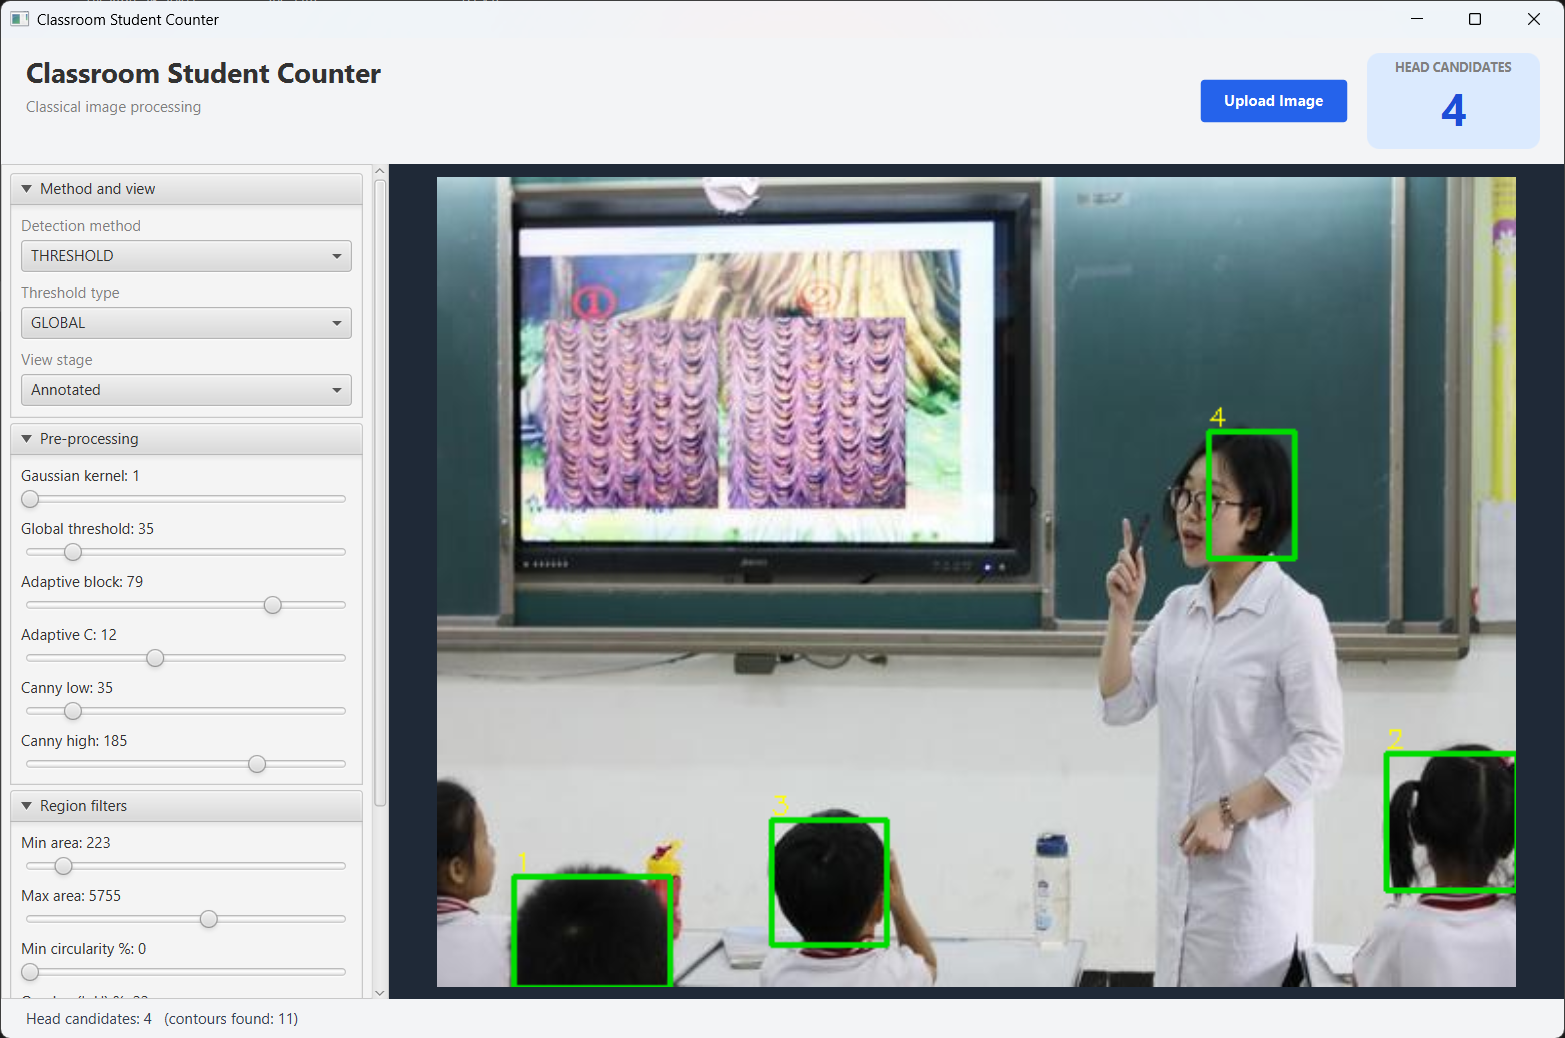 Classroom Student Counter
Classroom Student Counter
Classical image processing
Upload Image
HEAD CANDIDATES
4
Method and view
Detection method
THRESHOLD
Threshold type
GLOBAL
View stage
Annotated
Pre-processing
Gaussian kernel: 1
Global threshold: 35
Adaptive block: 79
Adaptive C: 12
Canny low: 35
Canny high: 185
Region filters
Min area: 223
Max area: 5755
Min circularity %: 0
①
②
4
2
3
1
Head candidates: 4 (contours found: 11)